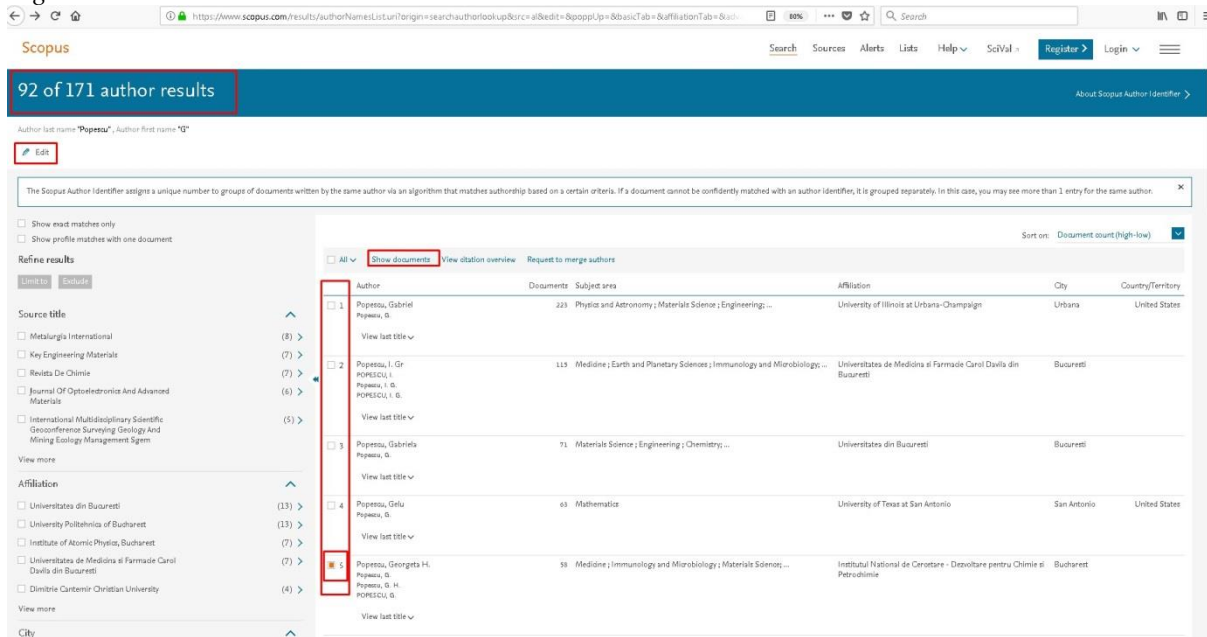 https://www.scopus.com/results/authorNamesList.uri?origin=searchauthorlookup&src=al&edit=&poppUp=&basicTab=&affiliationTab=
80%
Search
Scopus
Search Sources Alerts Lists Help SciVal Register Login
92 of 171 author results
About Scopus Author Identifier
Author last name "Popescu" , Author first name "G"
Edit
The Scopus Author Identifier assigns a unique number to groups of documents written by the same author via an algorithm that matches authorship based on a certain criteria. If a document cannot be confidently matched with an author identifier, it is grouped separately. In this case, you may see more than 1 entry for the same author.
Show exact matches only
Show profile matches with one document
Sort on: Document count (high-low)
Refine results
Limit to Exclude
All Show documents View citation overview Request to merge authors
Author Documents Subject area Affiliation City Country/Territory
Source title
Metalurgia International (8)
Key Engineering Materials (7)
Revista De Chimie (7)
Journal Of Optoelectronics And Advanced
Materials (6)
International Multidisciplinary Scientific
Geoconference Surveying Geology And
Mining Ecology Management Sgem (5)
View more
Affiliation
Universitatea din Bucuresti (13)
University Politehnica of Bucharest (13)
Institute of Atomic Physics, Bucharest (7)
Universitatea de Medicina si Farmacie Carol
Davila din Bucuresti (7)
Dimitrie Cantemir Christian University (4)
View more
City
1 Popescu, Gabriel 223 Physics and Astronomy ; Materials Science ; Engineering; ... University of Illinois at Urbana-Champaign Urbana United States
Popescu, G.
View last title
2 Popescu, I. Gr 115 Medicine ; Earth and Planetary Sciences ; Immunology and Microbiology; ... Universitatea de Medicina si Farmacie Carol Davila din Bucuresti
POPESCU, I. Bucuresti
Popescu, I. G.
POPESCU, I. G.
View last title
3 Popescu, Gabriela 71 Materials Science ; Engineering ; Chemistry; ... Universitatea din Bucuresti Bucuresti
Popescu, G.
View last title
4 Popescu, Gelu 63 Mathematics University of Texas at San Antonio San Antonio United States
Popescu, G.
View last title
5 Popescu, Georgeta H. 58 Medicine ; Immunology and Microbiology ; Materials Science; ... Institutul National de Cercetare - Dezvoltare pentru Chimie si Bucharest
Popescu, G. Petrochimie
Popescu, G. H.
POPESCU, G.
View last title